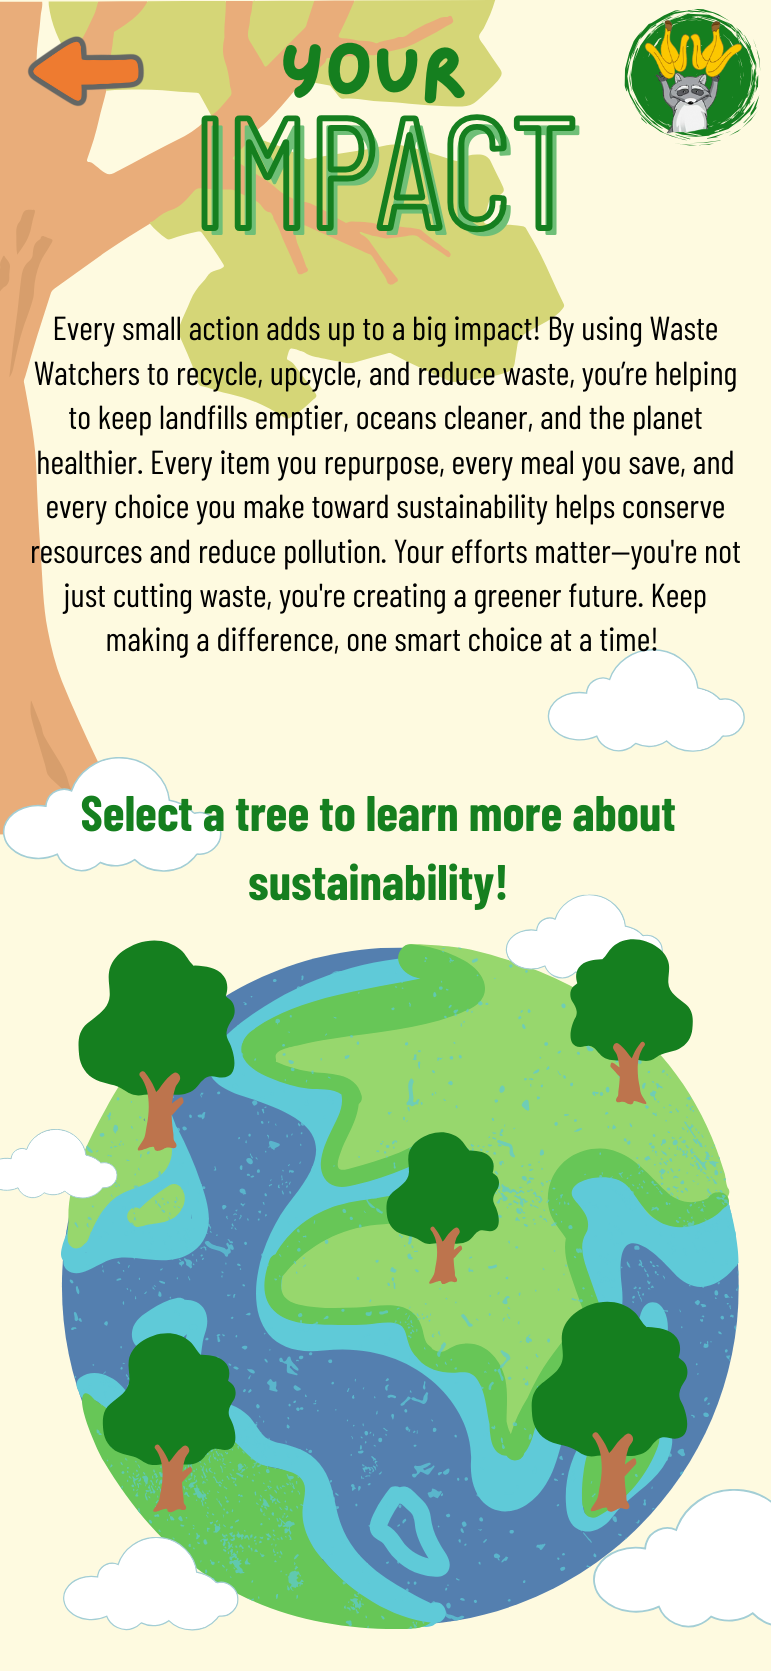 YOUR
IMPACT
Every small action adds up to a big impact! By using Waste
Watchers to recycle, upcycle, and reduce waste, you’re helping
to keep landfills emptier, oceans cleaner, and the planet
healthier. Every item you repurpose, every meal you save, and
every choice you make toward sustainability helps conserve
resources and reduce pollution. Your efforts matter—you're not
just cutting waste, you're creating a greener future. Keep
making a difference, one smart choice at a time!
Select a tree to learn more about
sustainability!